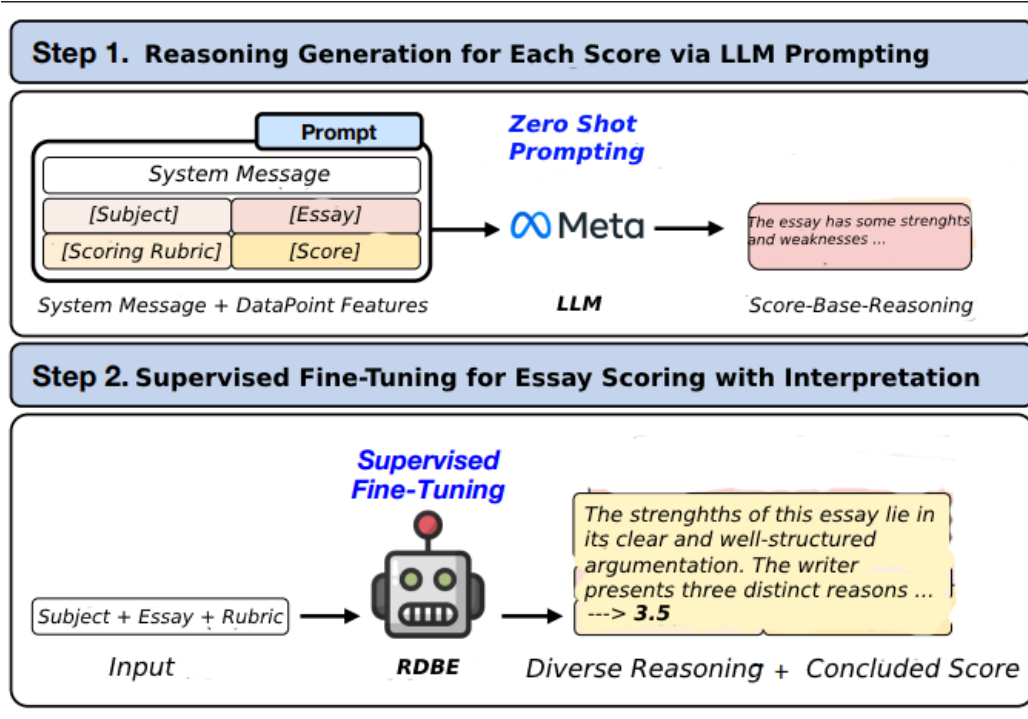 Step 1. Reasoning Generation for Each Score via LLM Prompting
Prompt
System Message
[Subject]
[Essay]
[Scoring Rubric]
[Score]
System Message + DataPoint Features
Zero Shot
Prompting
Meta
LLM
The essay has some strenghts
and weaknesses ...
Score-Base-Reasoning
Step 2. Supervised Fine-Tuning for Essay Scoring with Interpretation
Subject + Essay + Rubric
Input
Supervised
Fine-Tuning
RDBE
The strenghths of this essay lie in
its clear and well-structured
argumentation. The writer
presents three distinct reasons ...
---> 3.5
Diverse Reasoning + Concluded Score